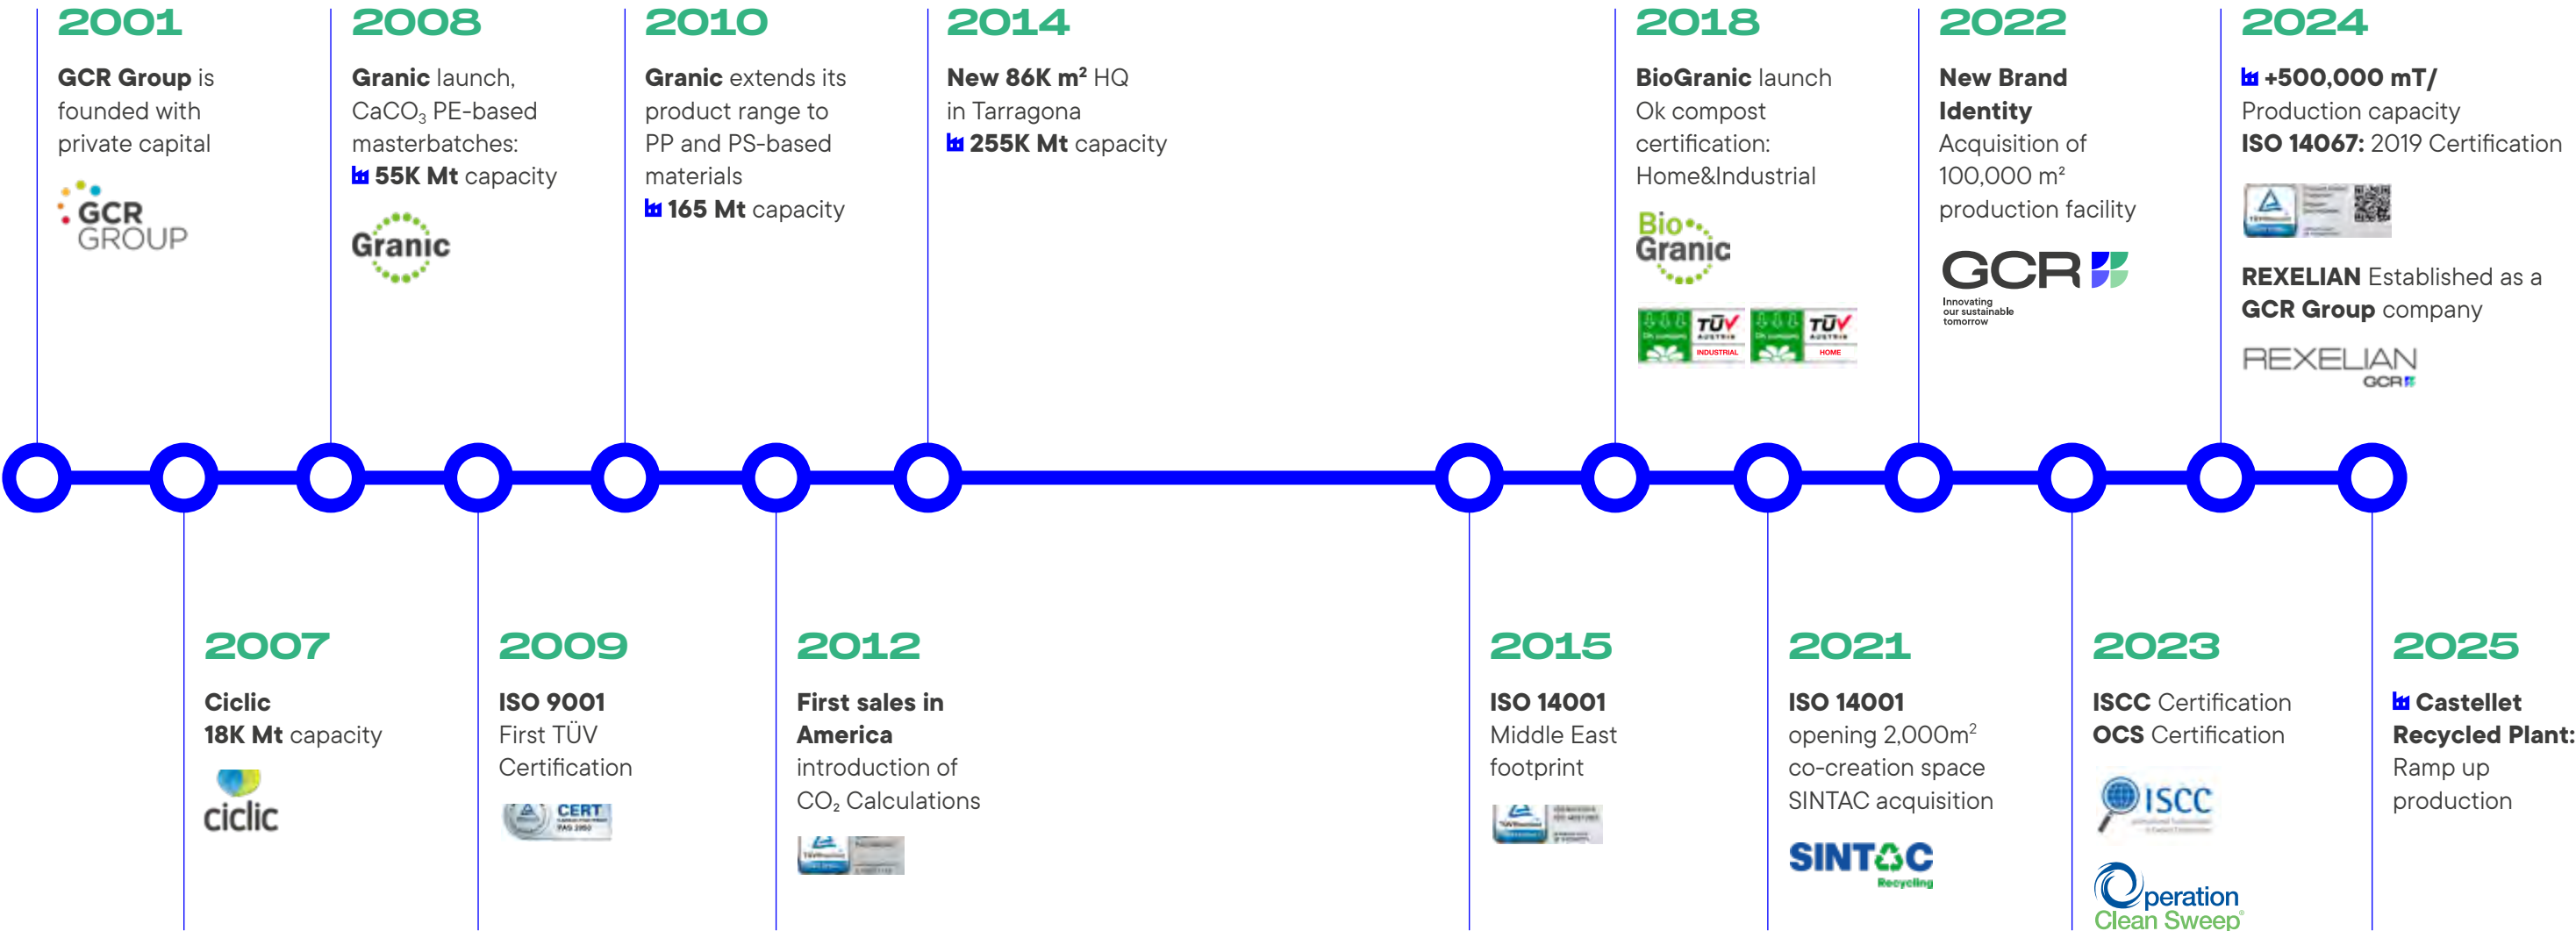 2001
GCR Group is
founded with
private capital
GCR
GROUP
2008
Granic launch,
CaCO₃ PE-based
masterbatches:
55K Mt capacity
Granic
2010
Granic extends its
product range to
PP and PS-based
materials
165 Mt capacity
2014
New 86K m² HQ
in Tarragona
255K Mt capacity
2018
BioGranic launch
Ok compost
certification:
Home&Industrial
Bio
Granic
TÜV
AUSTRIA
INDUSTRIAL
TÜV
AUSTRIA
HOME
2022
New Brand
Identity
Acquisition of
100,000 m²
production facility
GCR
Innovating
our sustainable
tomorrow
2024
+500,000 mT/
Production capacity
ISO 14067: 2019 Certification
REXELIAN Established as a
GCR Group company
REXELIAN
GCR
2007
Ciclic
18K Mt capacity
ciclic
2009
ISO 9001
First TÜV
Certification
CERT
PAS 2050
2012
First sales in
America
introduction of
CO₂ Calculations
2015
ISO 14001
Middle East
footprint
2021
ISO 14001
opening 2,000m²
co-creation space
SINTAC acquisition
SINTAC
Recycling
2023
ISCC Certification
OCS Certification
ISCC
Operation
Clean Sweep®
2025
Castellet
Recycled Plant:
Ramp up
production